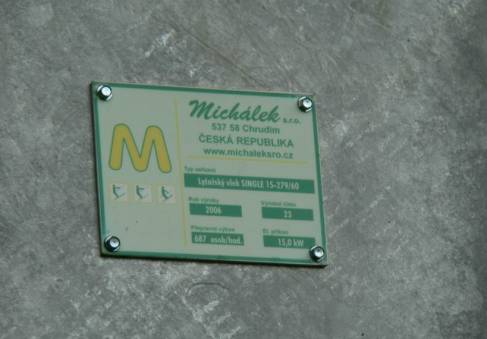 M
Michálek s.r.o.
537 58 Chrudim
ČESKÁ REPUBLIKA
www.michaleksro.cz
Typ zařízení
Lyžařský vlek SINGLE 15-279/60
Rok výroby
2006
Výrobní číslo
23
Přepravní výkon
687 osob/hod.
El. příkon
15,0 kW